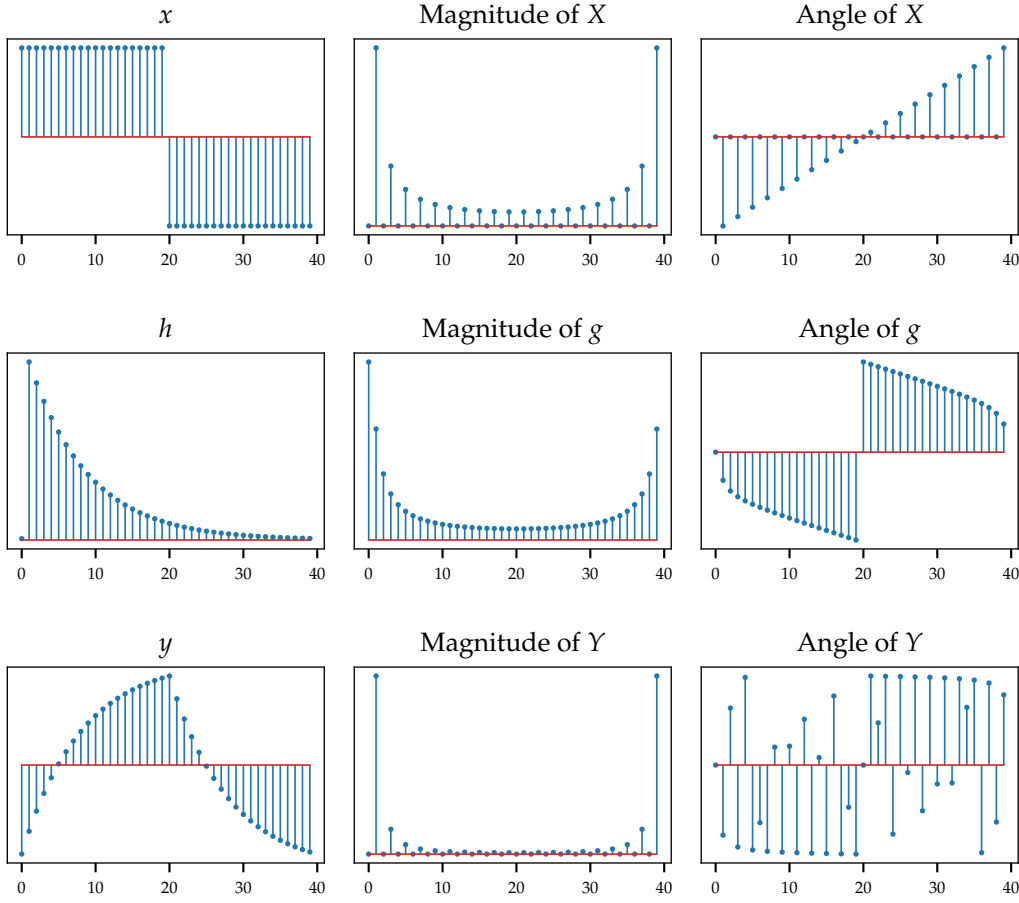 x
Magnitude of X
Angle of X
0 10 20 30 40
0 10 20 30 40
0 10 20 30 40
h
Magnitude of g
Angle of g
0 10 20 30 40
0 10 20 30 40
0 10 20 30 40
y
Magnitude of Y
Angle of Y
0 10 20 30 40
0 10 20 30 40
0 10 20 30 40